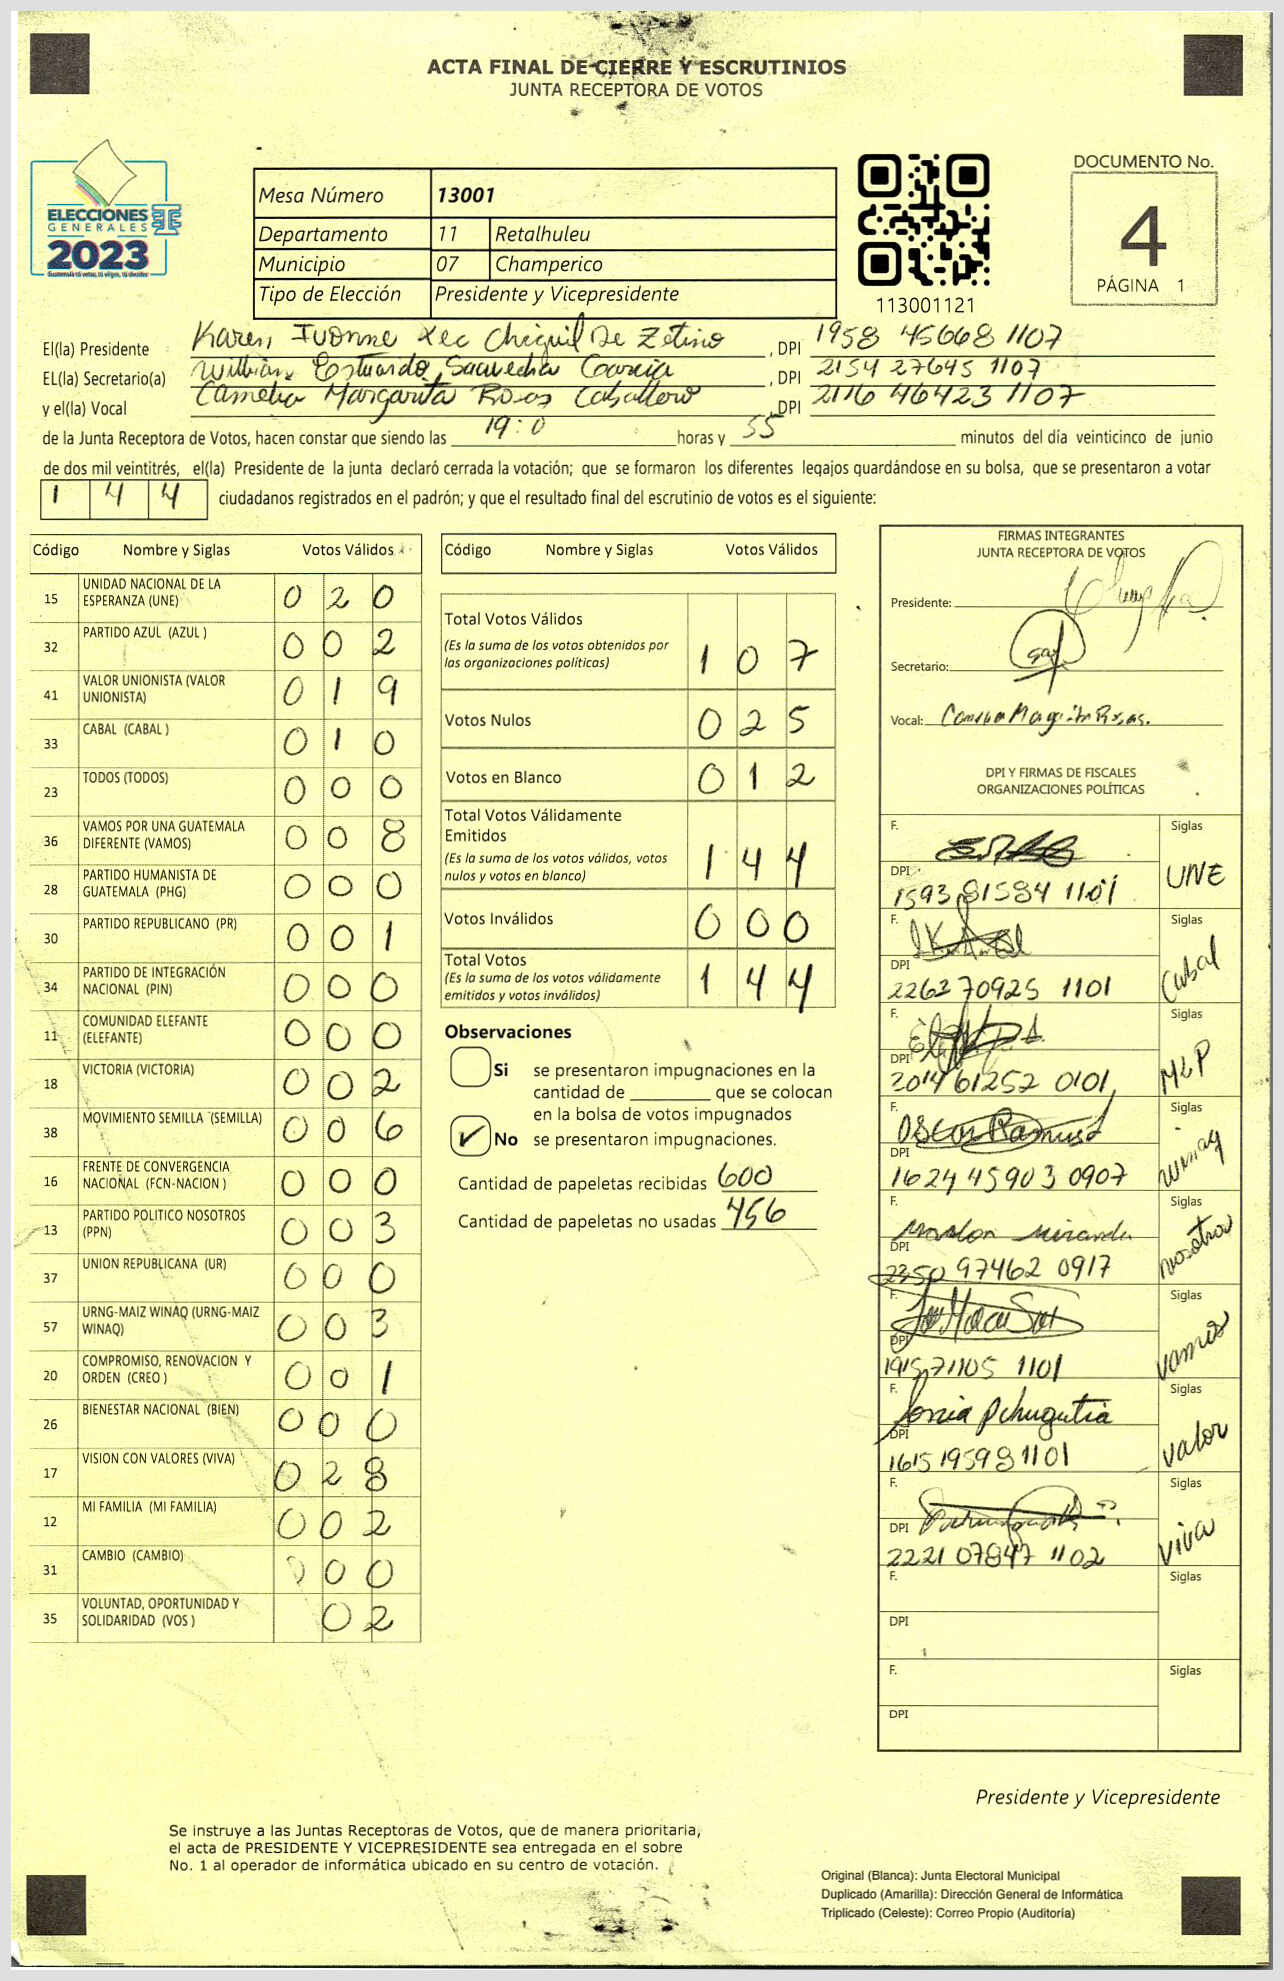 ACTA FINAL DE CIERRE Y ESCRUTINIOS
JUNTA RECEPTORA DE VOTOS
ELECCIONES
GENERALES
2023
Mesa Número 13001
Departamento 11 Retalhuleu
Municipio 07 Champerico
Tipo de Elección Presidente y Vicepresidente
113001121
DOCUMENTO No.
4
PÁGINA 1
El(la) Presidente Karen Ivonne Xec Chiquil De Zetino, DPI 1958 45668 1107
EL(la) Secretario(a) Willian Estuardo Saavedra García, DPI 2154 27645 1107
y el(la) Vocal Camelia Margarita Rosas Caballero, DPI 2116 46423 1107
de la Junta Receptora de Votos, hacen constar que siendo las 19:0 horas y 55 minutos del día veinticinco de junio
de dos mil veintitrés, el(la) Presidente de la junta declaró cerrada la votación; que se formaron los diferentes legajos guardándose en su bolsa, que se presentaron a votar
1 4 4 ciudadanos registrados en el padrón; y que el resultado final del escrutinio de votos es el siguiente:
Código Nombre y Siglas Votos Válidos
15 UNIDAD NACIONAL DE LA ESPERANZA (UNE) 0 2 0
32 PARTIDO AZUL (AZUL ) 0 0 2
41 VALOR UNIONISTA (VALOR UNIONISTA) 0 1 9
33 CABAL (CABAL ) 0 1 0
23 TODOS (TODOS) 0 0 0
36 VAMOS POR UNA GUATEMALA DIFERENTE (VAMOS) 0 0 8
28 PARTIDO HUMANISTA DE GUATEMALA (PHG) 0 0 0
30 PARTIDO REPUBLICANO (PR) 0 0 1
34 PARTIDO DE INTEGRACIÓN NACIONAL (PIN) 0 0 0
11 COMUNIDAD ELEFANTE (ELEFANTE) 0 0 0
18 VICTORIA (VICTORIA) 0 0 2
38 MOVIMIENTO SEMILLA (SEMILLA) 0 0 6
16 FRENTE DE CONVERGENCIA NACIONAL (FCN-NACION ) 0 0 0
13 PARTIDO POLITICO NOSOTROS (PPN) 0 0 3
37 UNION REPUBLICANA (UR) 0 0 0
57 URNG-MAIZ WINAQ (URNG-MAIZ WINAQ) 0 0 3
20 COMPROMISO, RENOVACION Y ORDEN (CREO ) 0 0 1
26 BIENESTAR NACIONAL (BIEN) 0 0 0
17 VISION CON VALORES (VIVA) 0 2 8
12 MI FAMILIA (MI FAMILIA) 0 0 2
31 CAMBIO (CAMBIO) 0 0 0
35 VOLUNTAD, OPORTUNIDAD Y SOLIDARIDAD (VOS ) 0 2
Código Nombre y Siglas Votos Válidos
Total Votos Válidos 1 0 7
(Es la suma de los votos obtenidos por
las organizaciones políticas)
Votos Nulos 0 2 5
Votos en Blanco 0 1 2
Total Votos Válidamente
Emitidos 1 4 4
(Es la suma de los votos válidos, votos
nulos y votos en blanco)
Votos Inválidos 0 0 0
Total Votos 1 4 4
(Es la suma de los votos válidamente
emitidos y votos inválidos)
Observaciones
Si se presentaron impugnaciones en la
cantidad de ________ que se colocan
en la bolsa de votos impugnados
No se presentaron impugnaciones.
Cantidad de papeletas recibidas 600
Cantidad de papeletas no usadas 456
FIRMAS INTEGRANTES
JUNTA RECEPTORA DE VOTOS
Presidente:
Secretario:
Vocal: Camelia Margarita Rosas.
DPI Y FIRMAS DE FISCALES
ORGANIZACIONES POLÍTICAS
F. Siglas
DPI 1593 81584 1101 UNE
F. Siglas
DPI 2263 70925 1101 Cabal
F. Siglas
DPI 2014 61252 0101 MLP
F. Oscar Ramirez Siglas
DPI 1624 45903 0907 winaq
F. Marlon Miranda Siglas
DPI 2350 97462 0917 nosotros
F. Siglas
DPI 1915 71105 1101 vamos
F. Siglas
DPI 1615 19598 1101 valor
F. Siglas
DPI 2221 07847 1102 viva
F. Siglas
DPI
F. Siglas
DPI
Presidente y Vicepresidente
Se instruye a las Juntas Receptoras de Votos, que de manera prioritaria,
el acta de PRESIDENTE Y VICEPRESIDENTE sea entregada en el sobre
No. 1 al operador de informática ubicado en su centro de votación.
Original (Blanca): Junta Electoral Municipal
Duplicado (Amarilla): Dirección General de Informática
Triplicado (Celeste): Correo Propio (Auditoría)